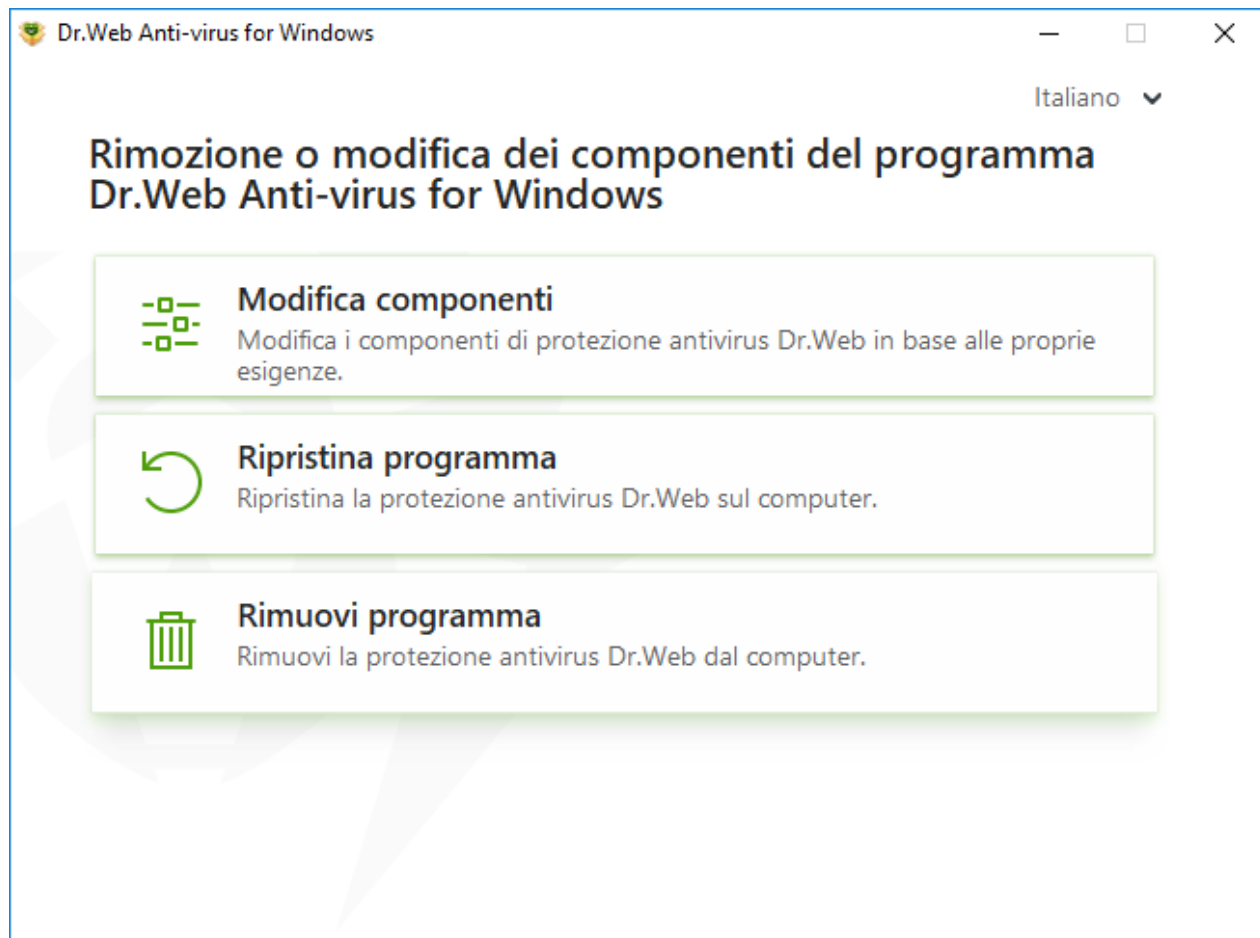 Dr.Web Anti-virus for Windows
Italiano
Rimozione o modifica dei componenti del programma
Dr.Web Anti-virus for Windows
Modifica componenti
Modifica i componenti di protezione antivirus Dr.Web in base alle proprie
esigenze.
Ripristina programma
Ripristina la protezione antivirus Dr.Web sul computer.
Rimuovi programma
Rimuovi la protezione antivirus Dr.Web dal computer.